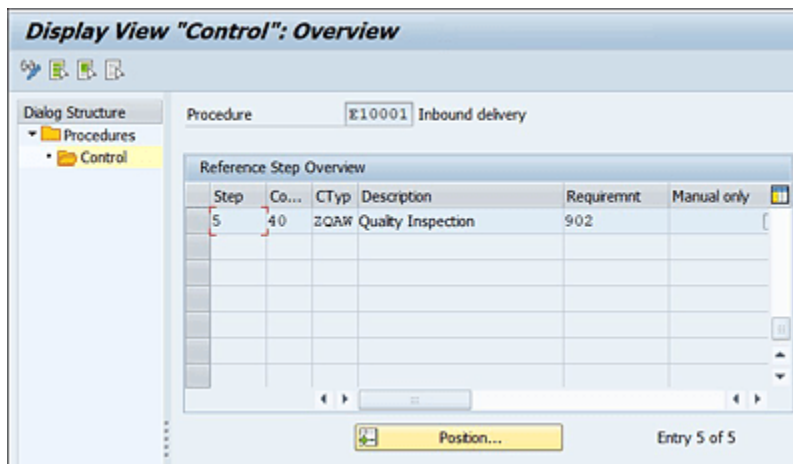 Display View "Control": Overview
Dialog Structure
Procedures
Control
Procedure E10001 Inbound delivery
Reference Step Overview
Step Co... CTyp Description Requiremnt Manual only
5 40 ZQAW Quality Inspection 902
Position... Entry 5 of 5